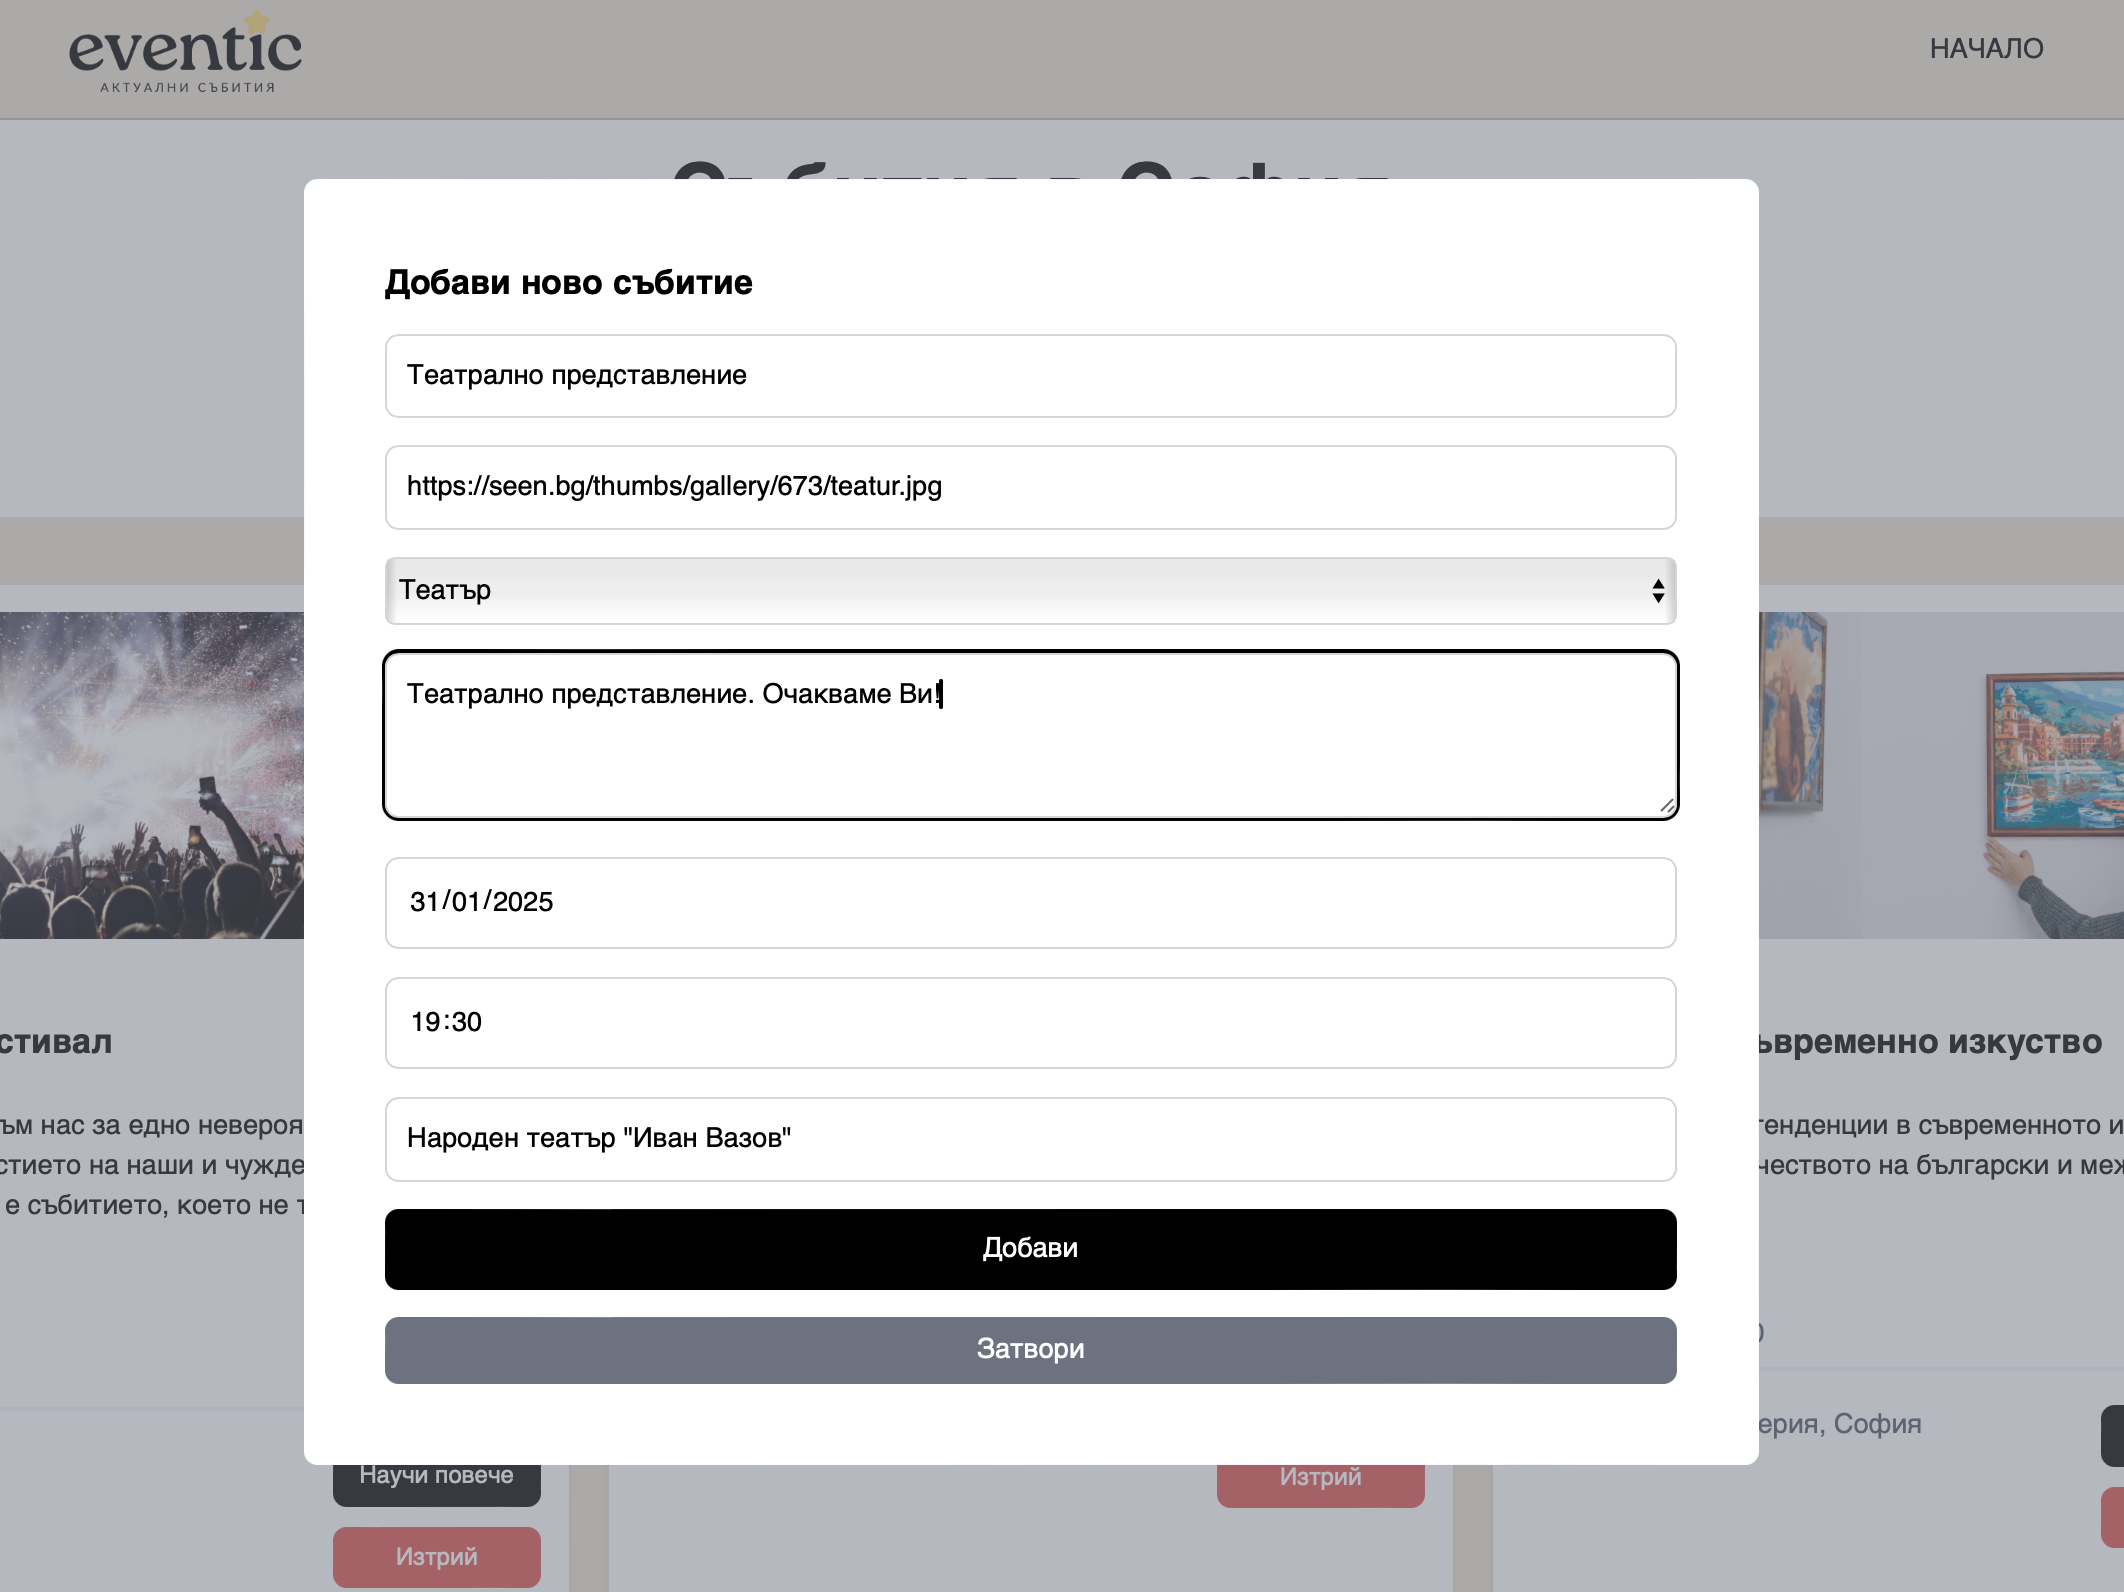 eventic
АКТУАЛНИ СЪБИТИЯ
НАЧАЛО
Събития в София
Добави ново събитие
Театрално представление
https://seen.bg/thumbs/gallery/673/teatur.jpg
Театър
Театрално представление. Очакваме Ви!
31/01/2025
19:30
Народен театър "Иван Вазов"
Добави
Затвори
стивал
ъм нас за едно невероя
стието на наши и чужде
е събитието, което не т
ъвременно изкуство
тенденции в съвременното и
чеството на български и меж
ерия, София
Научи повече
Изтрий
Изтрий